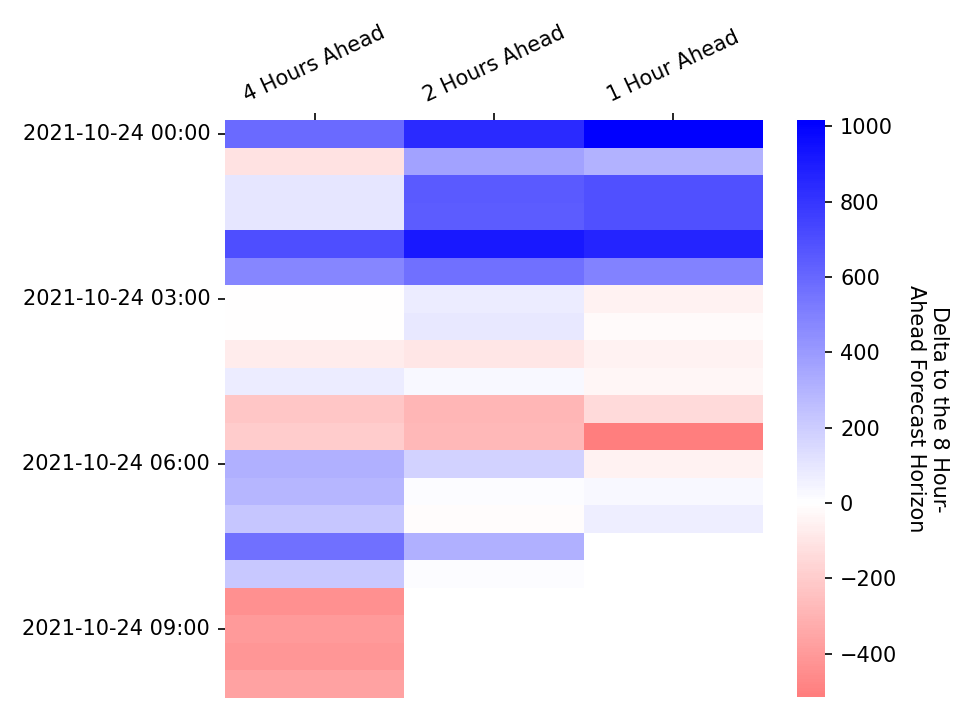 4 Hours Ahead
2 Hours Ahead
1 Hour Ahead
2021-10-24 00:00
2021-10-24 03:00
2021-10-24 06:00
2021-10-24 09:00
1000
800
600
400
200
0
−200
−400
Delta to the 8 Hour-
Ahead Forecast Horizon